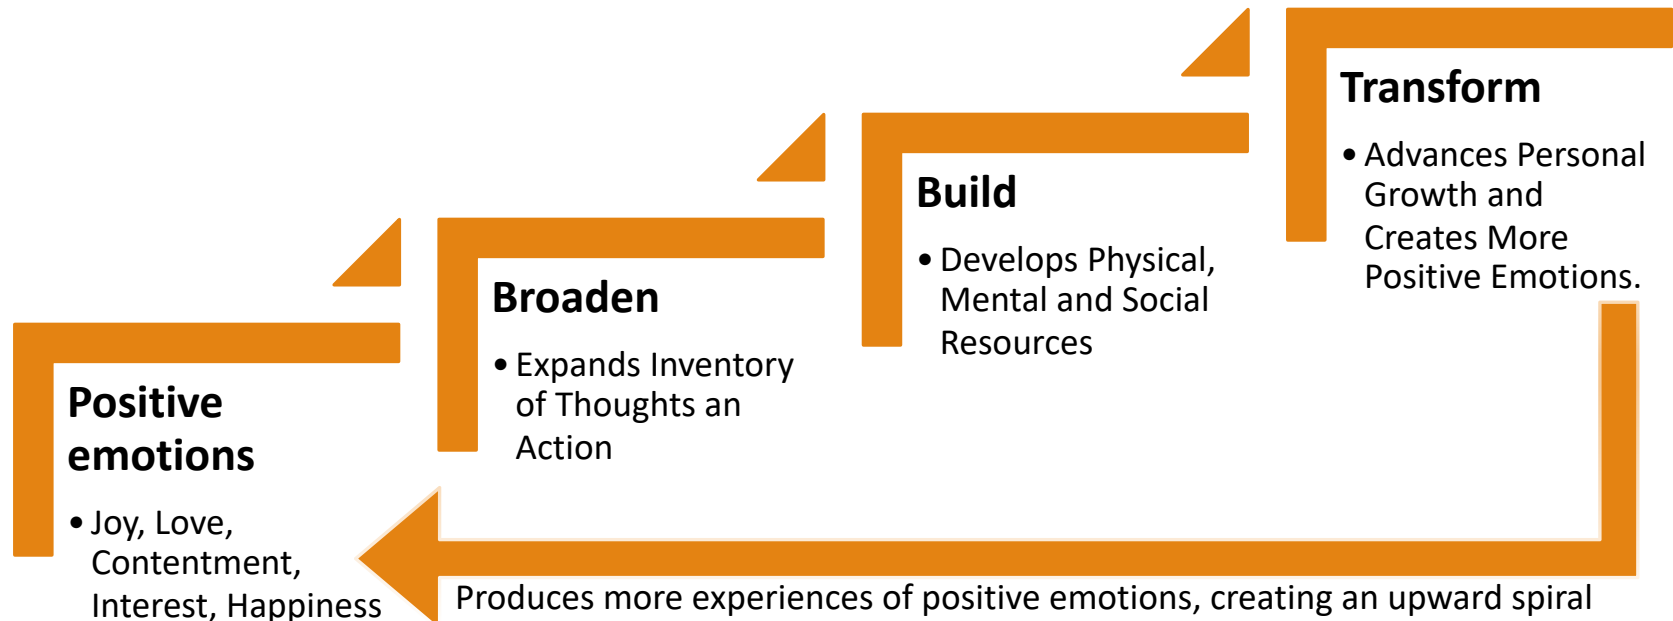 Positive
emotions
• Joy, Love,
Contentment,
Interest, Happiness
Broaden
• Expands Inventory
of Thoughts an
Action
Build
• Develops Physical,
Mental and Social
Resources
Transform
• Advances Personal
Growth and
Creates More
Positive Emotions.
Produces more experiences of positive emotions, creating an upward spiral